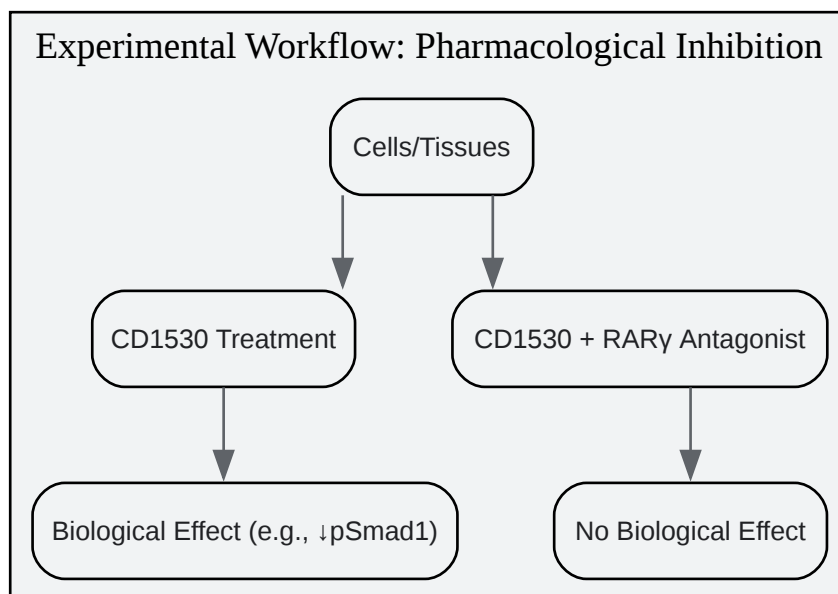 Experimental Workflow: Pharmacological Inhibition
Cells/Tissues
CD1530 Treatment
CD1530 + RARγ Antagonist
Biological Effect (e.g., ↓pSmad1)
No Biological Effect